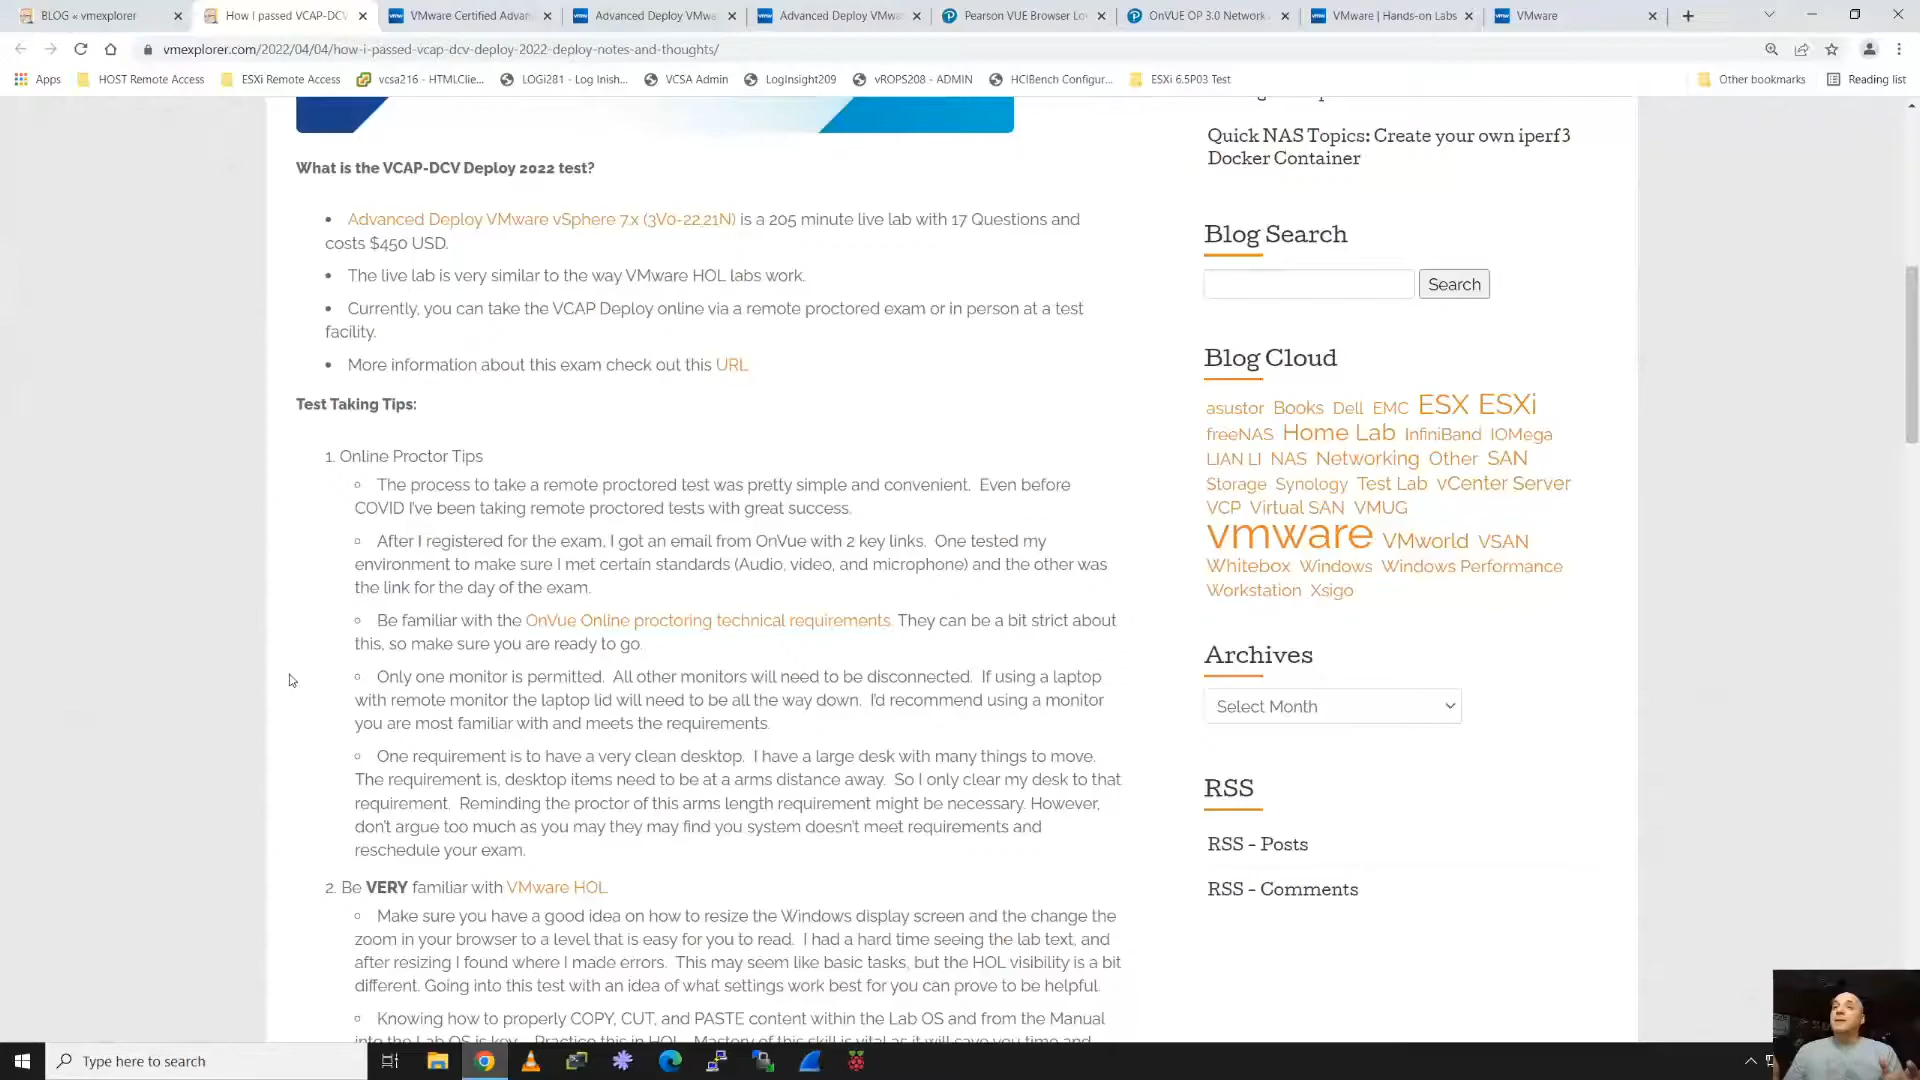 BLOG « vmexplorer
How I passed VCAP-DCV
VMware Certified Advan
Advanced Deploy VMwa
Advanced Deploy VMwa
Pearson VUE Browser Lo
OnVUE OP 3.0 Network
VMware | Hands-on Labs
VMware
vmexplorer.com/2022/04/04/how-i-passed-vcap-dcv-deploy-2022-deploy-notes-and-thoughts/
Apps
HOST Remote Access
ESXi Remote Access
vcsa216 - HTMLClie...
LOGi281 - Log Inish...
VCSA Admin
LogInsight209
vROPS208 - ADMIN
HCIBench Configur...
ESXi 6.5P03 Test
Other bookmarks
Reading list
What is the VCAP-DCV Deploy 2022 test?
• Advanced Deploy VMware vSphere 7.x (3V0-22.21N) is a 205 minute live lab with 17 Questions and
costs $450 USD.
• The live lab is very similar to the way VMware HOL labs work.
• Currently, you can take the VCAP Deploy online via a remote proctored exam or in person at a test
facility.
• More information about this exam check out this URL
Test Taking Tips:
1. Online Proctor Tips
◦ The process to take a remote proctored test was pretty simple and convenient. Even before
COVID I've been taking remote proctored tests with great success.
◦ After I registered for the exam, I got an email from OnVue with 2 key links. One tested my
environment to make sure I met certain standards (Audio, video, and microphone) and the other was
the link for the day of the exam.
◦ Be familiar with the OnVue Online proctoring technical requirements. They can be a bit strict about
this, so make sure you are ready to go.
◦ Only one monitor is permitted. All other monitors will need to be disconnected. If using a laptop
with remote monitor the laptop lid will need to be all the way down. I'd recommend using a monitor
you are most familiar with and meets the requirements.
◦ One requirement is to have a very clean desktop. I have a large desk with many things to move.
The requirement is, desktop items need to be at a arms distance away. So I only clear my desk to that
requirement. Reminding the proctor of this arms length requirement might be necessary. However,
don't argue too much as you may they may find you system doesn't meet requirements and
reschedule your exam.
2. Be VERY familiar with VMware HOL
◦ Make sure you have a good idea on how to resize the Windows display screen and the change the
zoom in your browser to a level that is easy for you to read. I had a hard time seeing the lab text, and
after resizing I found where I made errors. This may seem like basic tasks, but the HOL visibility is a bit
different. Going into this test with an idea of what settings work best for you can prove to be helpful.
◦ Knowing how to properly COPY, CUT, and PASTE content within the Lab OS and from the Manual
into the Lab OS is key. Practice this in HOL. Mastery of this skill is vital as it will save you time and
Quick NAS Topics: Create your own iperf3
Docker Container
Blog Search
Search
Blog Cloud
asustor Books Dell EMC ESX ESXi
freeNAS Home Lab InfiniBand IOMega
LIAN LI NAS Networking Other SAN
Storage Synology Test Lab vCenter Server
VCP Virtual SAN VMUG
vmware VMworld VSAN
Whitebox Windows Windows Performance
Workstation Xsigo
Archives
Select Month
RSS
RSS - Posts
RSS - Comments
Type here to search